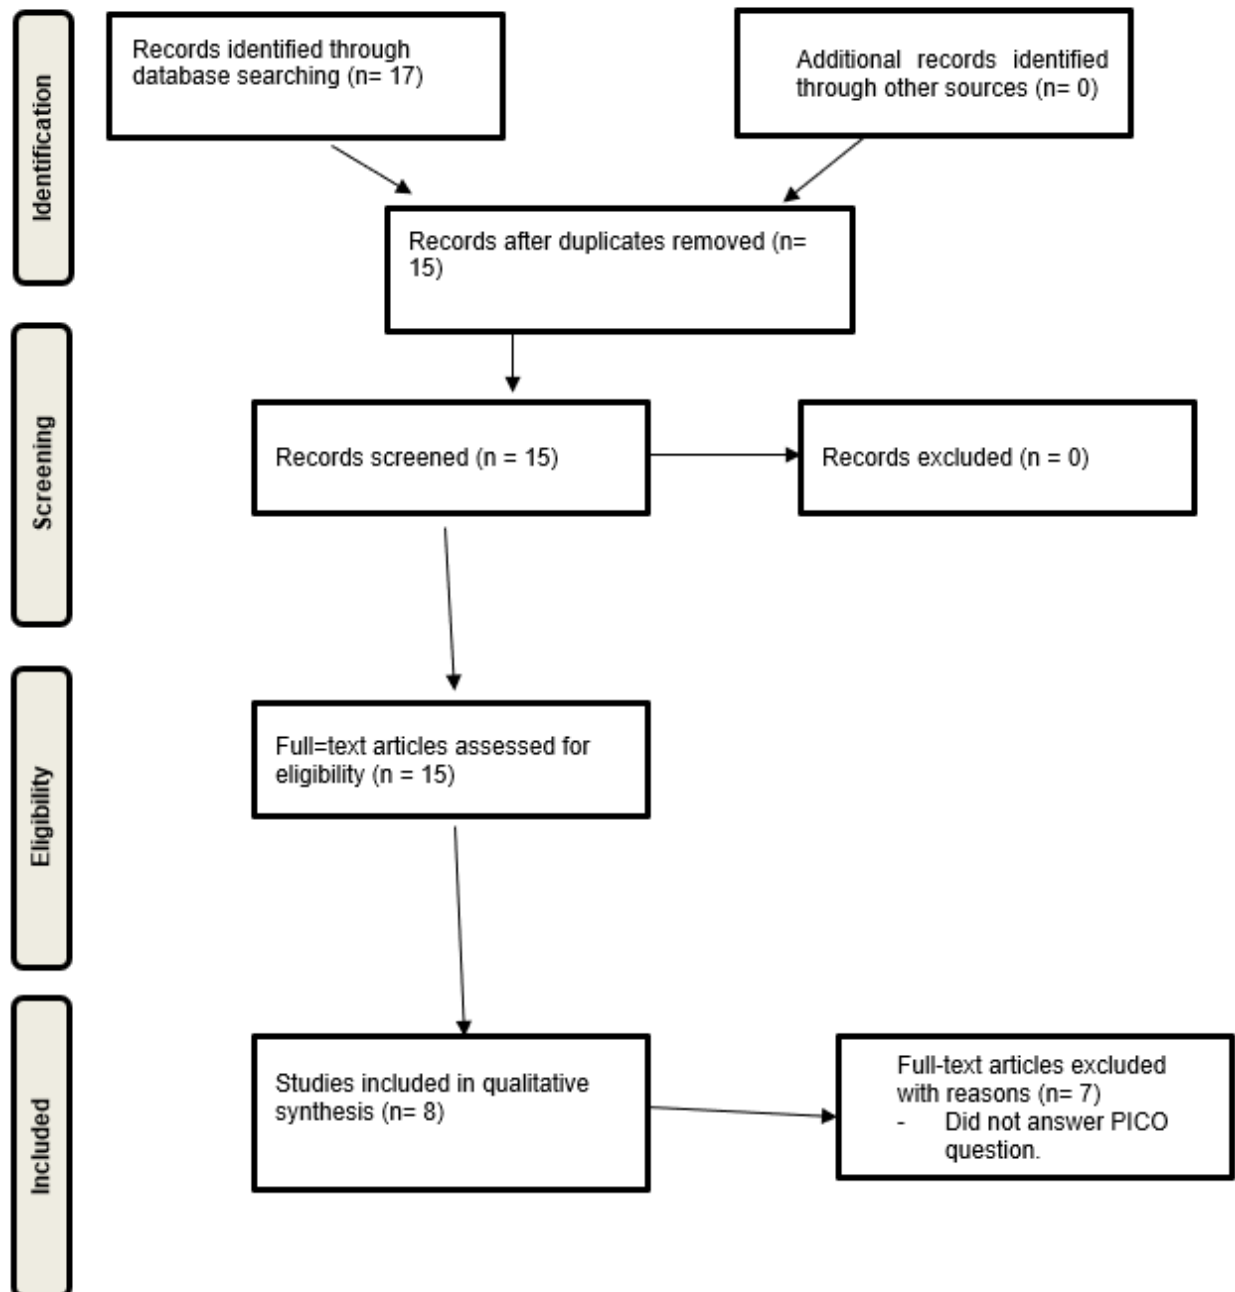 Identification
Records identified through
database searching (n= 17)
Additional records identified
through other sources (n= 0)
Records after duplicates removed (n=
15)
Screening
Records screened (n = 15)
Records excluded (n = 0)
Eligibility
Full=text articles assessed for
eligibility (n = 15)
Included
Studies included in qualitative
synthesis (n= 8)
Full-text articles excluded
with reasons (n= 7)
- Did not answer PICO
question.